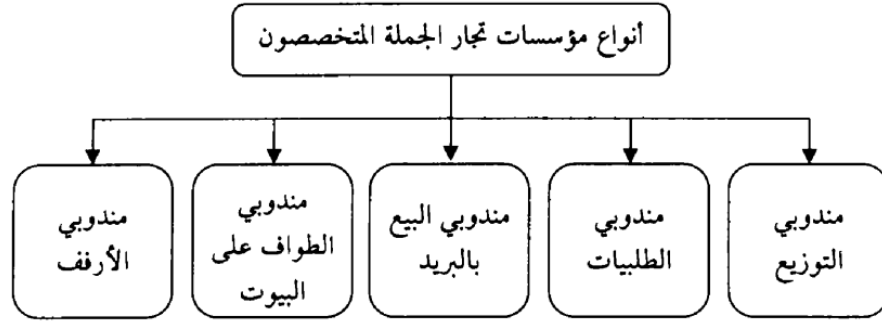 أنواع مؤسسات تجار الجملة المتخصصون
مندوبي
التوزيع
مندوبي
الطلبيات
مندوبي البيع
بالبريد
مندوبي
الطواف على
البيوت
مندوبي
الأرفف